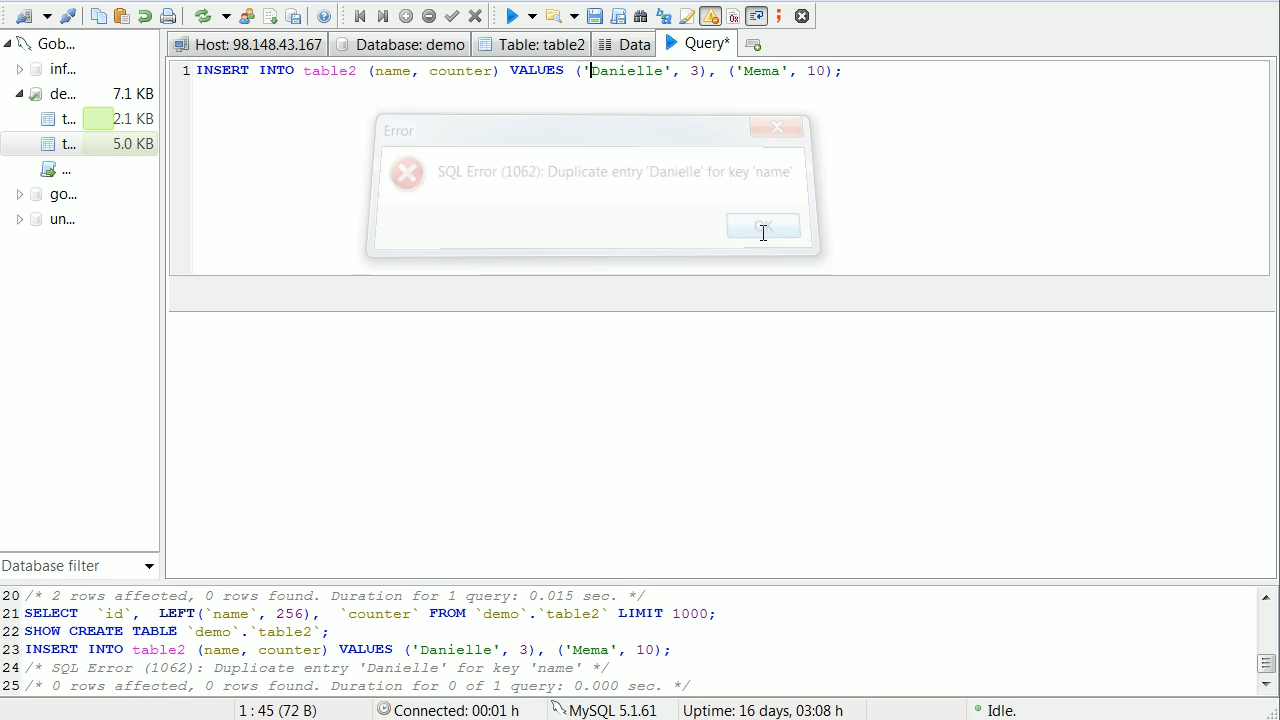 Gob...
inf...
de... 7.1 KB
t... 2.1 KB
t... 5.0 KB
...
go...
un...
Database filter
Host: 98.148.43.167 Database: demo Table: table2 Data Query*
1 INSERT INTO table2 (name, counter) VALUES ('Danielle', 3), ('Mema', 10);
Error
SQL Error (1062): Duplicate entry 'Danielle' for key 'name'
OK
20 /* 2 rows affected, 0 rows found. Duration for 1 query: 0.015 sec. */
21 SELECT `id`, LEFT(`name`, 256), `counter` FROM `demo`.`table2` LIMIT 1000;
22 SHOW CREATE TABLE `demo`.`table2`;
23 INSERT INTO table2 (name, counter) VALUES ('Danielle', 3), ('Mema', 10);
24 /* SQL Error (1062): Duplicate entry 'Danielle' for key 'name' */
25 /* 0 rows affected, 0 rows found. Duration for 0 of 1 query: 0.000 sec. */
1 : 45 (72 B) Connected: 00:01 h MySQL 5.1.61 Uptime: 16 days, 03:08 h Idle.